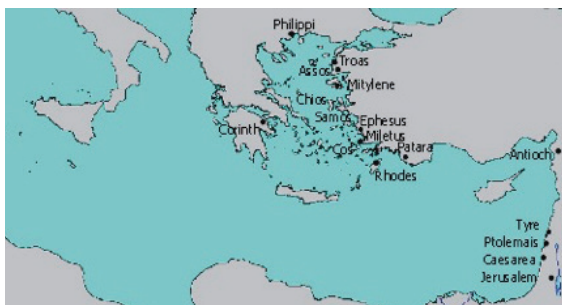 Philippi
Troas
Assos
Mitylene
Chios
Samos
Ephesus
Corinth
Miletus
Cos
Patara
Antioch
Rhodes
Tyre
Ptolemais
Caesarea
Jerusalem